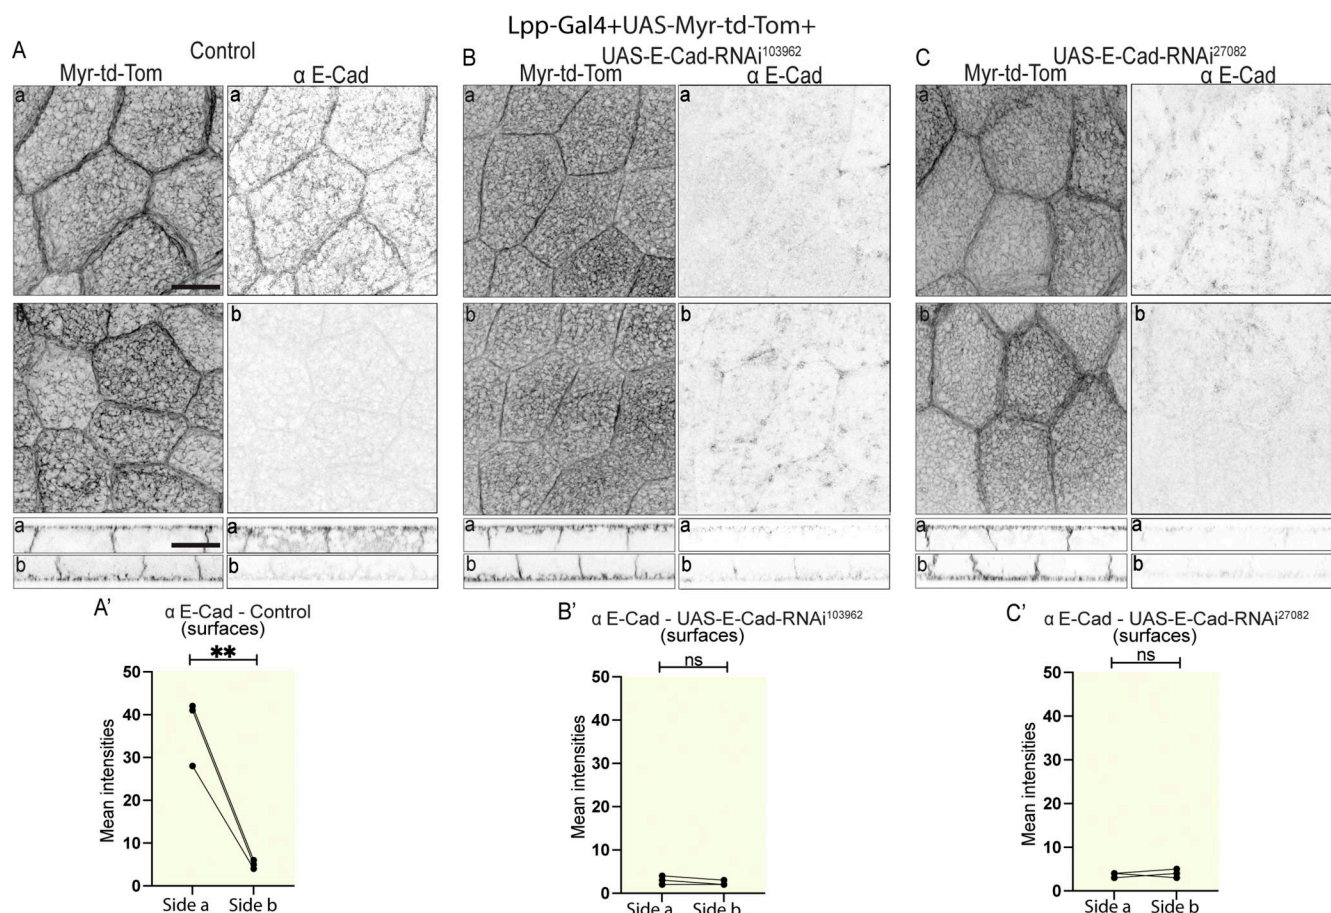 Lpp-Gal4+UAS-Myr-td-Tom+
A
Control
Myr-td-Tom
α E-Cad
a
a
b
b
a
a
b
b
B
UAS-E-Cad-RNAi103962
Myr-td-Tom
α E-Cad
a
a
b
b
a
a
b
b
C
UAS-E-Cad-RNAi27082
Myr-td-Tom
α E-Cad
a
a
b
b
a
a
b
b
A'
α E-Cad - Control
(surfaces)
**
50
40
30
20
10
0
Mean intensities
Side a
Side b
B'
α E-Cad - UAS-E-Cad-RNAi103962
(surfaces)
ns
50
40
30
20
10
0
Mean intensities
Side a
Side b
C'
α E-Cad - UAS-E-Cad-RNAi27082
(surfaces)
ns
50
40
30
20
10
0
Mean intensities
Side a
Side b